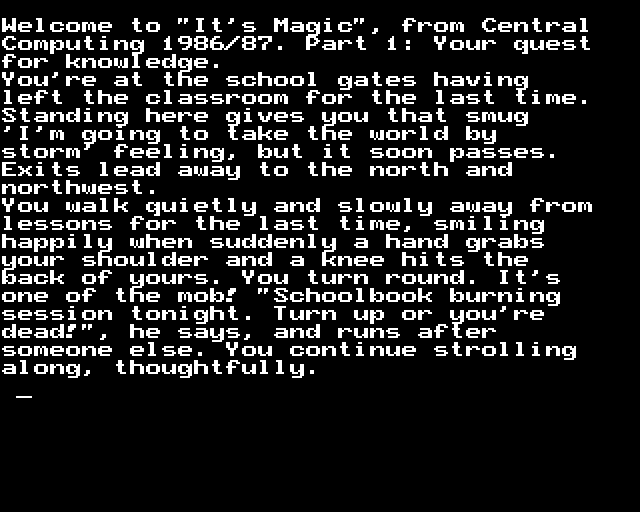 Welcome to "It's Magic", from Central
Computing 1986/87. Part 1: Your quest
for knowledge.
You're at the school gates having
left the classroom for the last time.
Standing here gives you that smug
'I'm going to take the world by
storm' feeling, but it soon passes.
Exits lead away to the north and
northwest.
You walk quietly and slowly away from
lessons for the last time, smiling
happily when suddenly a hand grabs
your shoulder and a knee hits the
back of yours. You turn round. It's
one of the mob! "Schoolbook burning
session tonight. Turn up or you're
dead!", he says, and runs after
someone else. You continue strolling
along, thoughtfully.
_